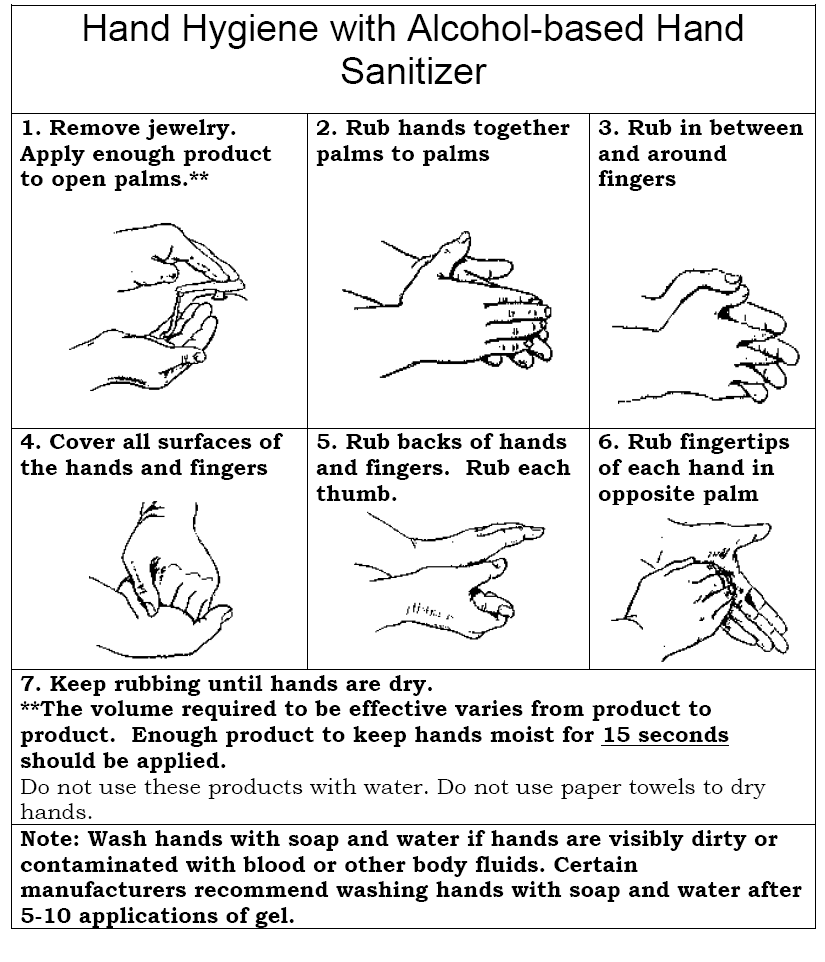 Hand Hygiene with Alcohol-based Hand
Sanitizer
1. Remove jewelry.
Apply enough product
to open palms.**
2. Rub hands together
palms to palms
3. Rub in between
and around
fingers
4. Cover all surfaces of
the hands and fingers
5. Rub backs of hands
and fingers.  Rub each
thumb.
6. Rub fingertips
of each hand in
opposite palm
7. Keep rubbing until hands are dry.
**The volume required to be effective varies from product to
product.  Enough product to keep hands moist for 15 seconds
should be applied.
Do not use these products with water. Do not use paper towels to dry
hands.
Note: Wash hands with soap and water if hands are visibly dirty or
contaminated with blood or other body fluids. Certain
manufacturers recommend washing hands with soap and water after
5-10 applications of gel.